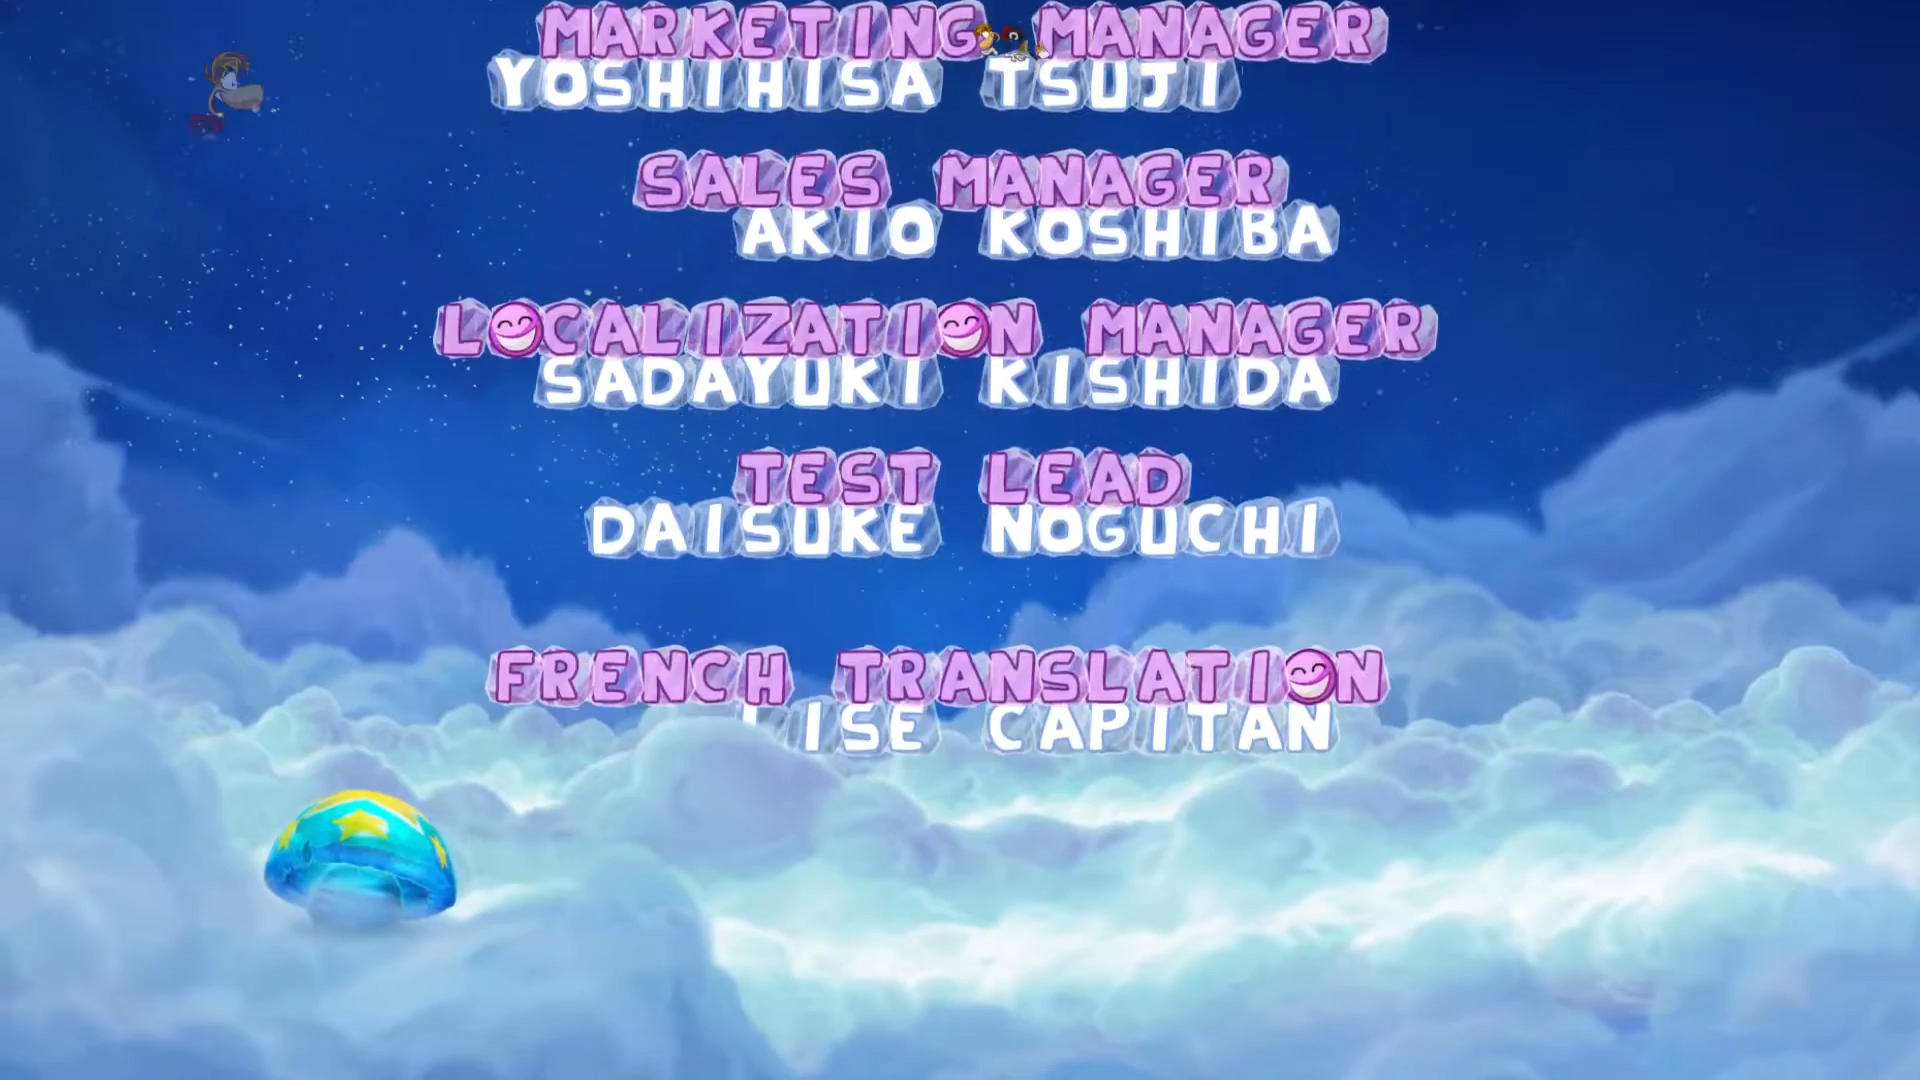 MARKETING MANAGER
YOSHIHISA TSUJI
SALES MANAGER
AKIO KOSHIBA
LOCALIZATION MANAGER
SADAYUKI KISHIDA
TEST LEAD
DAISUKE NOGUCHI
FRENCH TRANSLATION
LISE CAPITAN